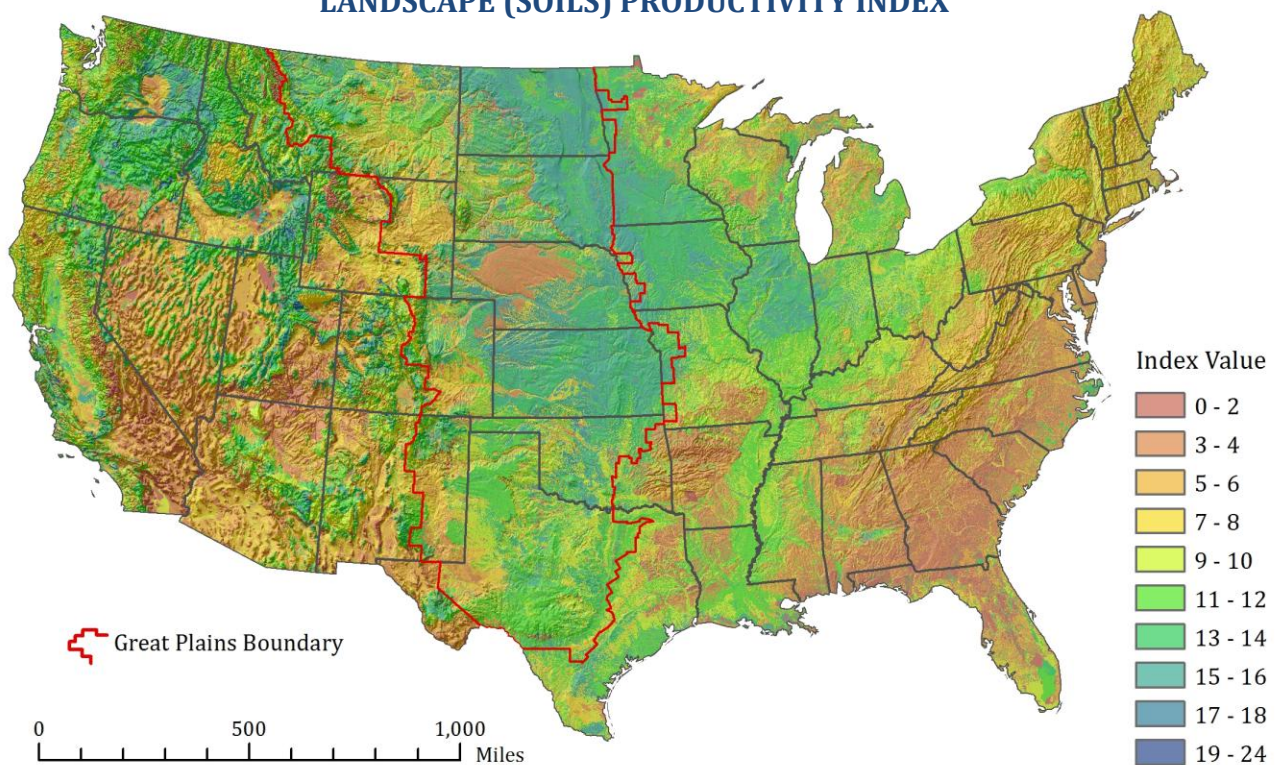 LANDSCAPE (SOILS) PRODUCTIVITY INDEX
Index Value
0 - 2
3 - 4
5 - 6
7 - 8
9 - 10
11 - 12
13 - 14
15 - 16
17 - 18
19 - 24
Great Plains Boundary
0 500 1,000
Miles